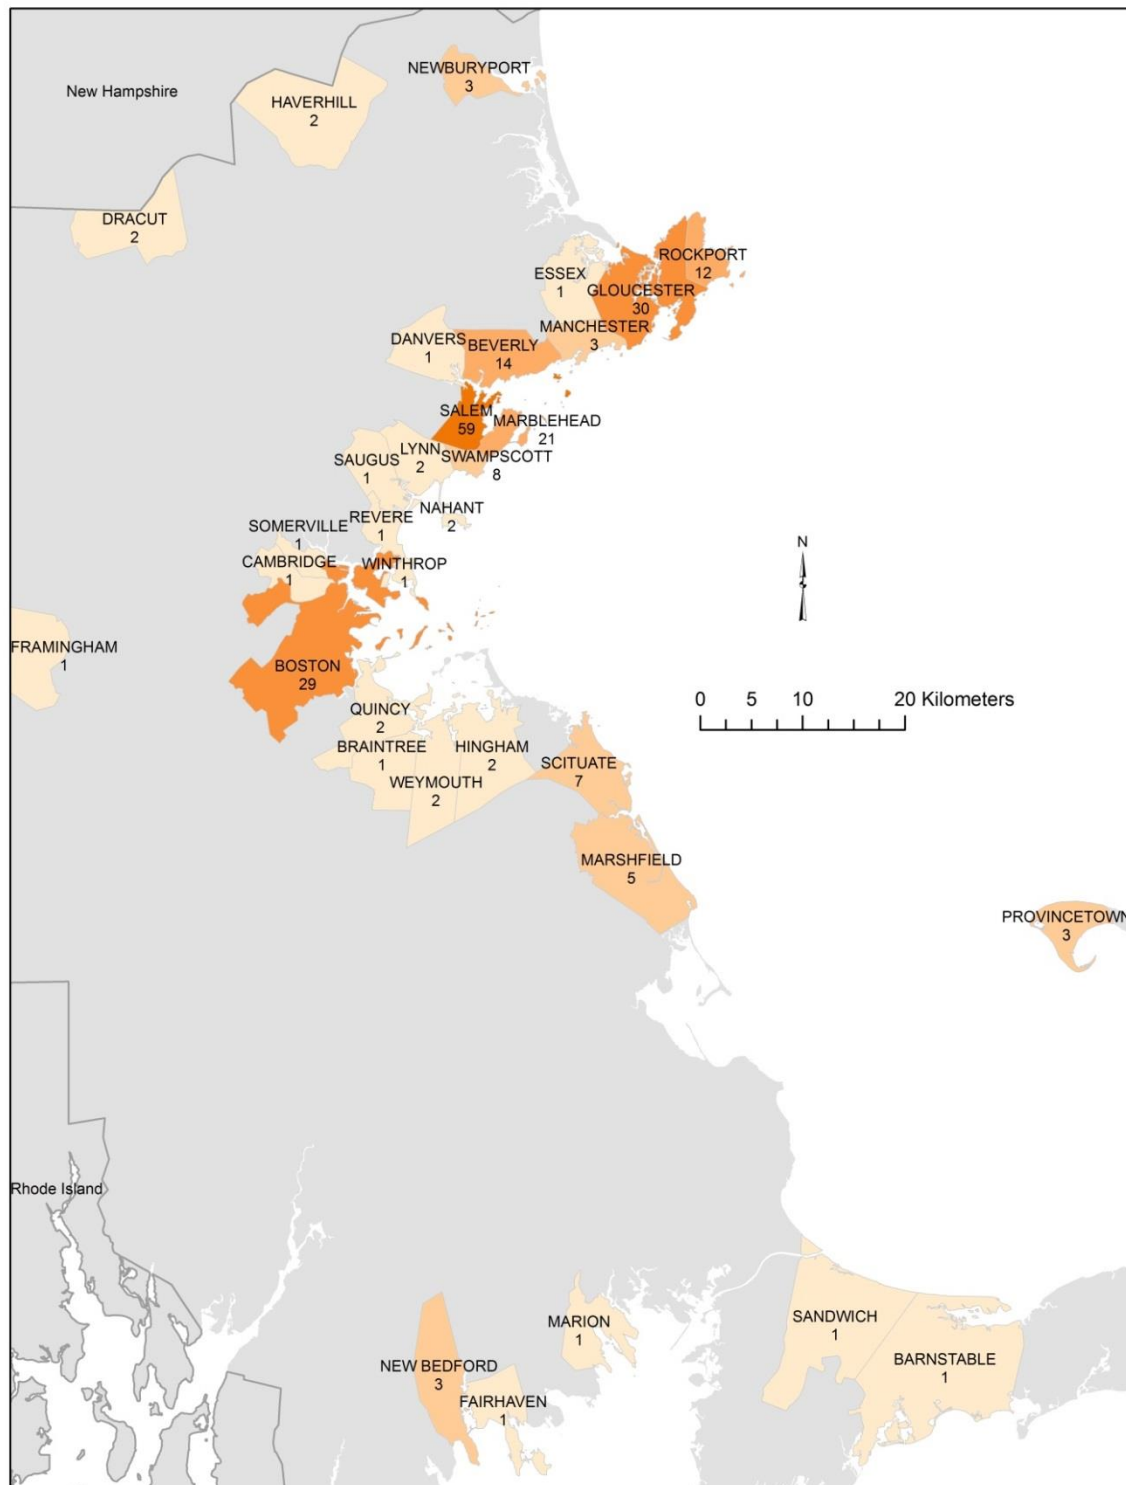 NEWBURYPORT
3
New Hampshire
HAVERHILL
2
DRACUT
2
ROCKPORT
12
ESSEX
1
GLOUCESTER
30
MANCHESTER
3
DANVERS
1
BEVERLY
14
SALEM
59
MARBLEHEAD
21
LYNN
2
SWAMPSCOTT
8
SAUGUS
1
NAHANT
2
REVERE
1
SOMERVILLE
1
CAMBRIDGE
1
WINTHROP
1
N
FRAMINGHAM
1
BOSTON
29
0 5 10 20 Kilometers
QUINCY
2
BRAINTREE
1
HINGHAM
2
WEYMOUTH
2
SCITUATE
7
MARSHFIELD
5
PROVINCETOWN
3
Rhode Island
MARION
1
SANDWICH
1
NEW BEDFORD
3
BARNSTABLE
1
FAIRHAVEN
1